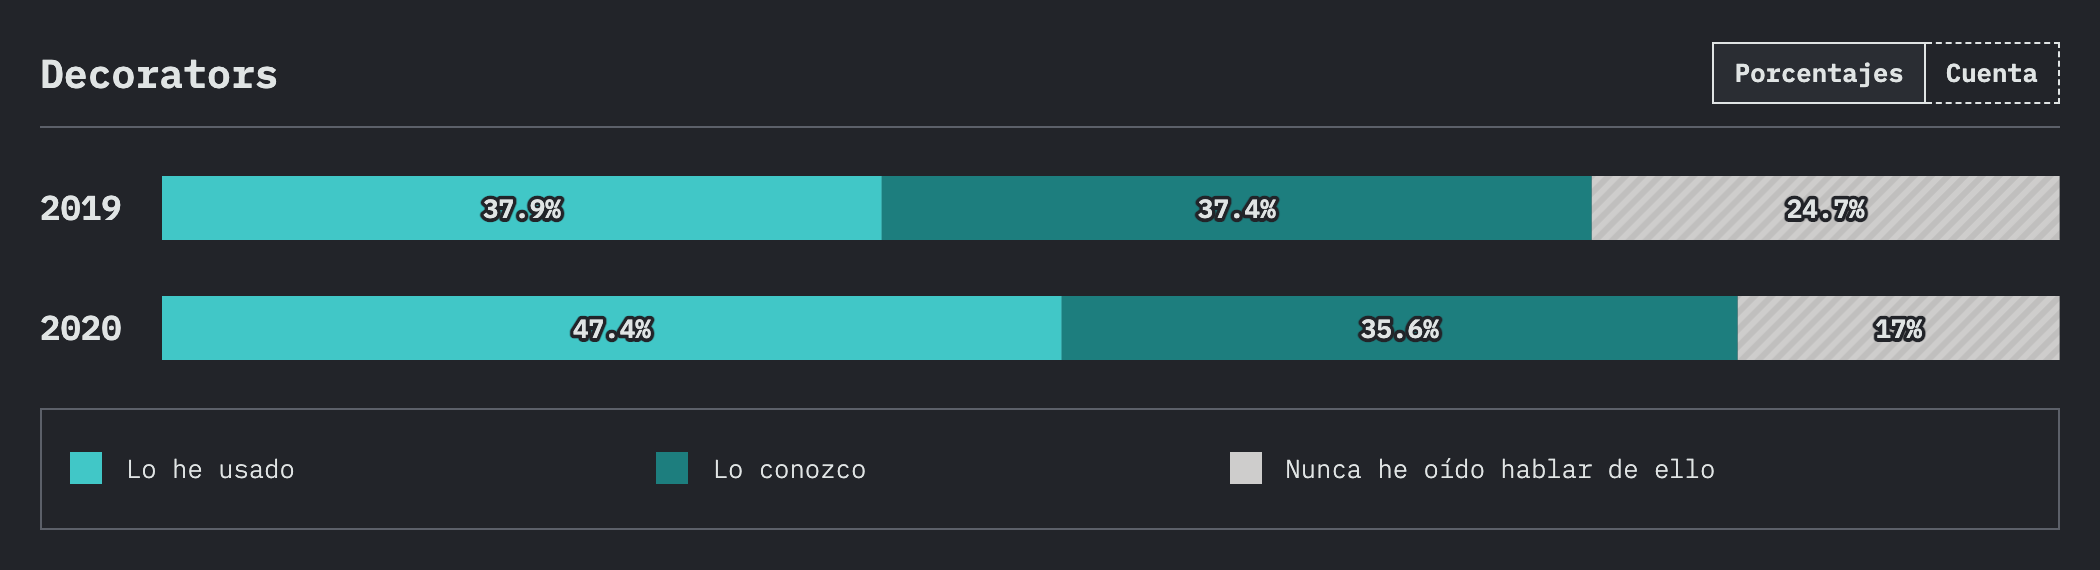 Decorators
Porcentajes Cuenta
2019 37.9% 37.4% 24.7%
2020 47.4% 35.6% 17%
Lo he usado Lo conozco Nunca he oído hablar de ello